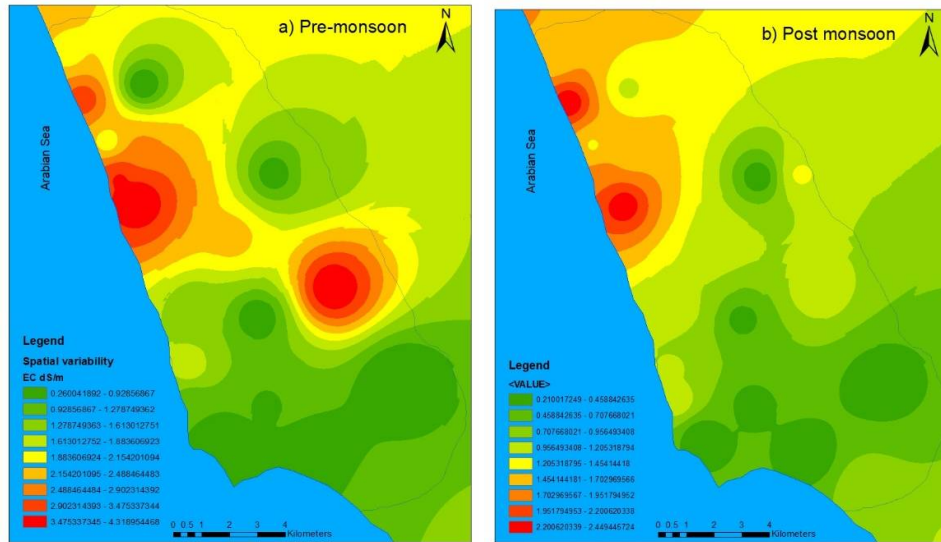 a) Pre-monsoon
N
Arabian Sea
Legend
Spatial variability
EC dS/m
0.260041892 - 0.92856867
0.92856867 - 1.278749362
1.278749363 - 1.613012751
1.613012752 - 1.883606923
1.883606924 - 2.154201094
2.154201095 - 2.488464483
2.488464484 - 2.902314392
2.902314393 - 3.475337344
3.475337345 - 4.318954468
0 0.5 1 2 3 4
Kilometers
b) Post monsoon
N
Arabian Sea
Legend
<VALUE>
0.210017249 - 0.458842635
0.458842635 - 0.707668021
0.707668021 - 0.956493408
0.956493408 - 1.205318794
1.205318795 - 1.45414418
1.454144181 - 1.702969566
1.702969567 - 1.951794952
1.951794953 - 2.200620338
2.200620339 - 2.449445724
0 0.5 1 2 3 4
Kilometers